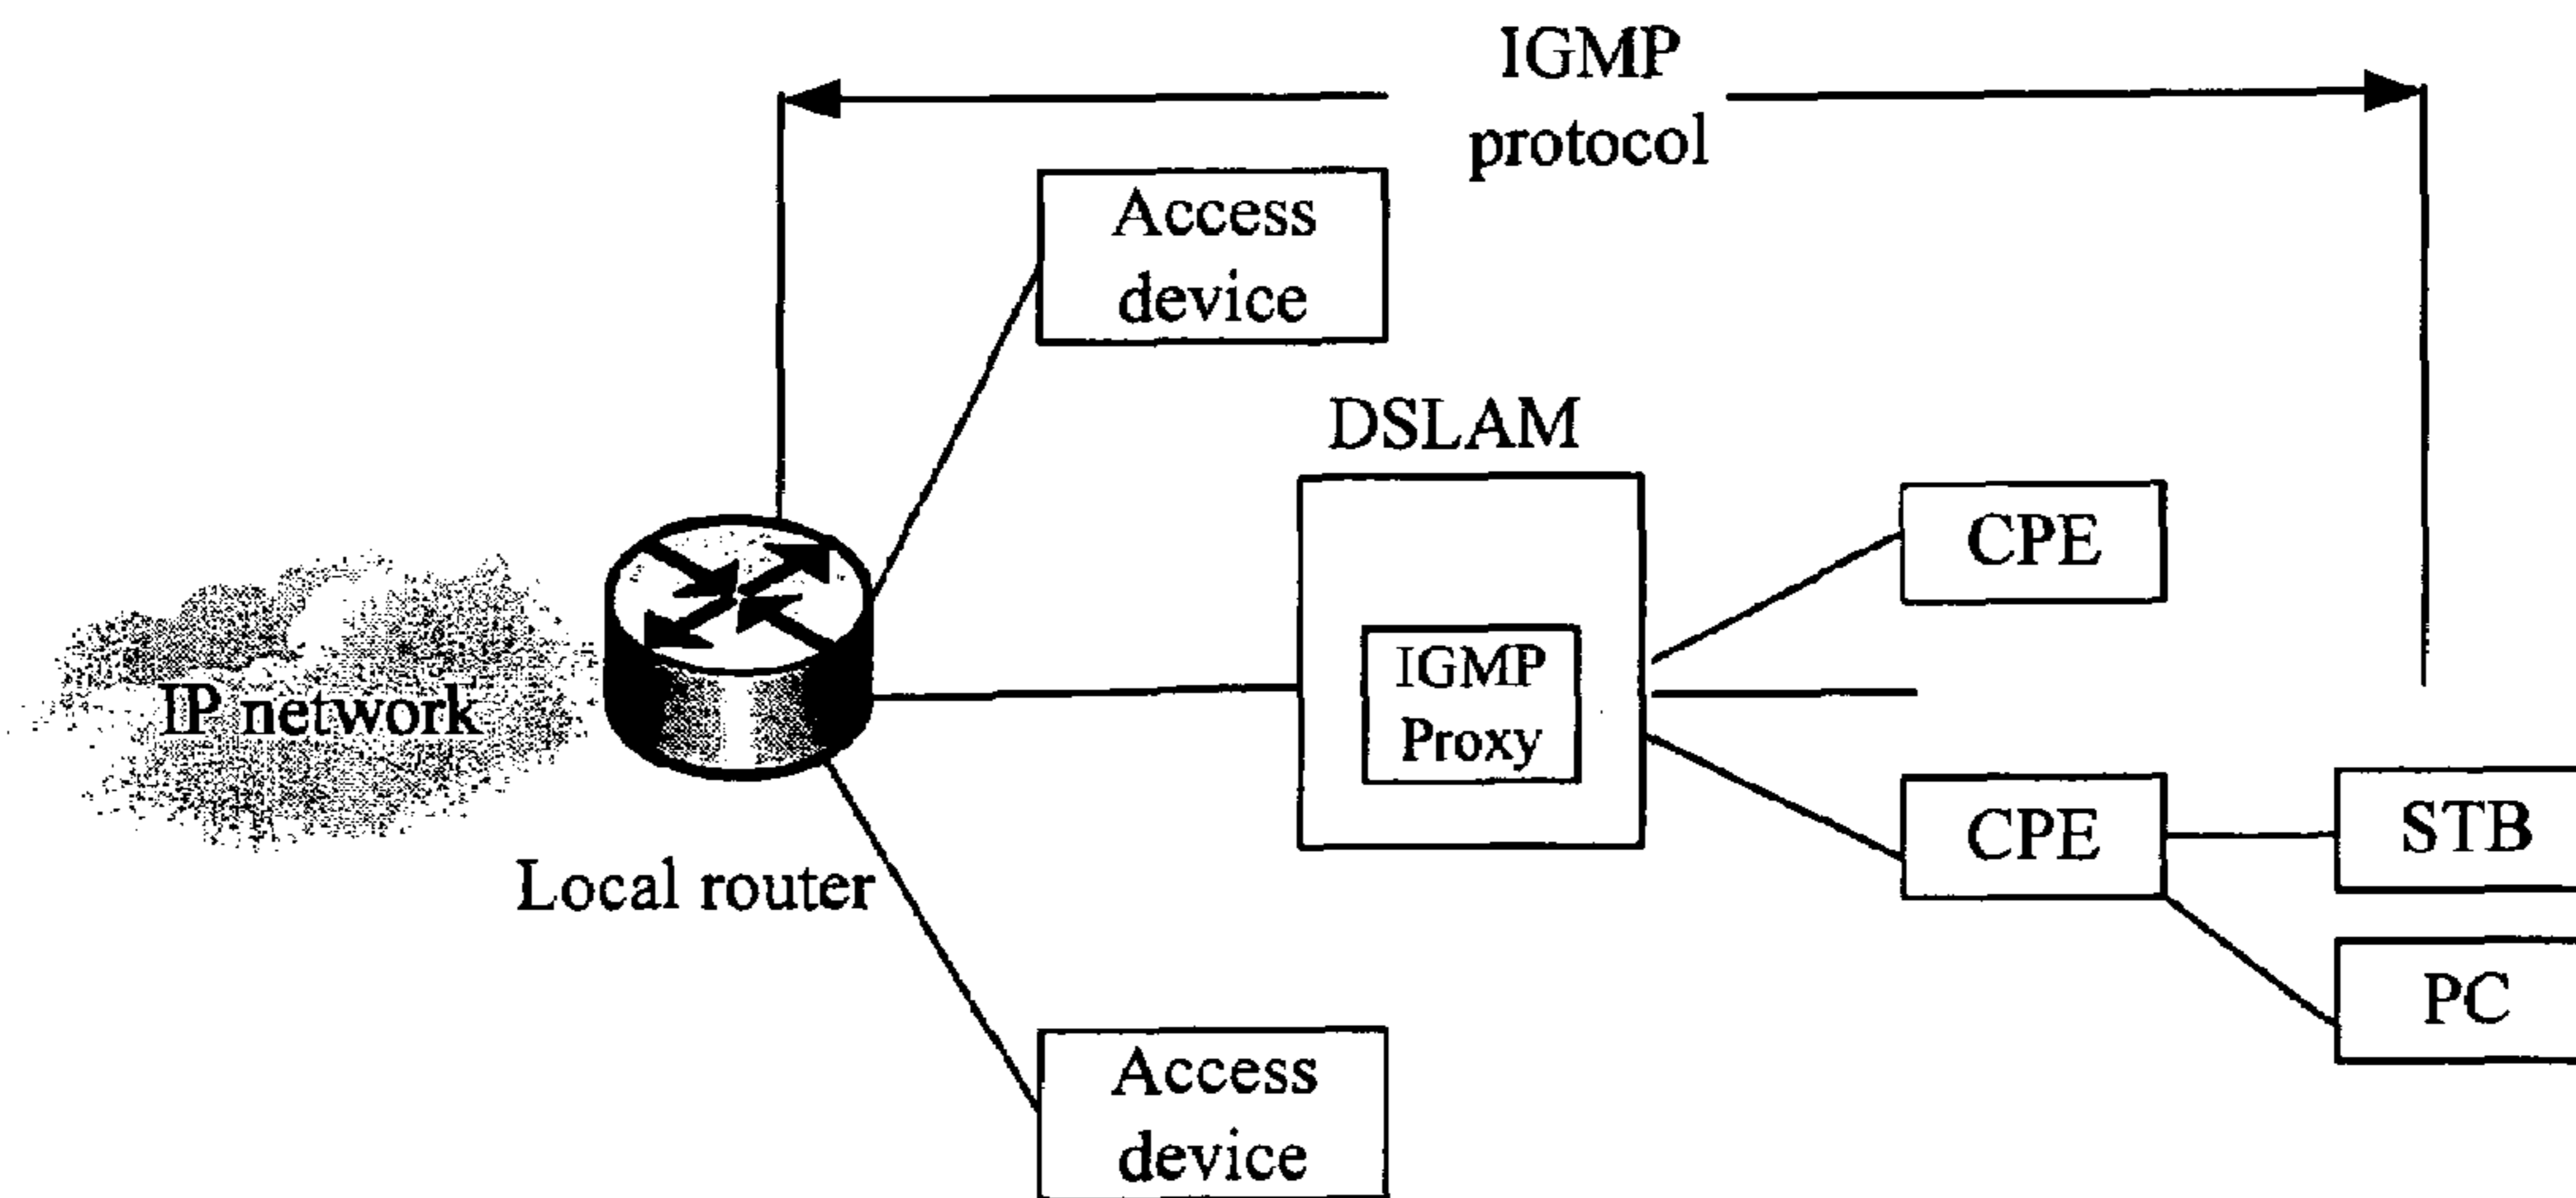 IGMP
protocol
Access
device
DSLAM
CPE
IGMP
Proxy
IP network
CPE
STB
Local router
PC
Access
device